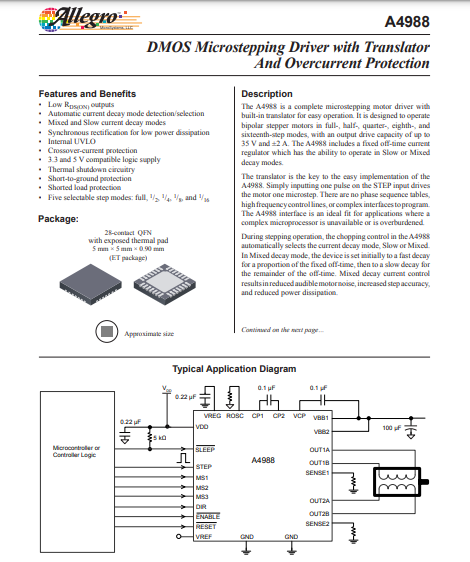 Allegro
MicroSystems, LLC
A4988
DMOS Microstepping Driver with Translator
And Overcurrent Protection
Features and Benefits
• Low RDS(ON) outputs
• Automatic current decay mode detection/selection
• Mixed and Slow current decay modes
• Synchronous rectification for low power dissipation
• Internal UVLO
• Crossover-current protection
• 3.3 and 5 V compatible logic supply
• Thermal shutdown circuitry
• Short-to-ground protection
• Shorted load protection
• Five selectable step modes: full, 1/2, 1/4, 1/8, and 1/16
Package:
28-contact QFN
with exposed thermal pad
5 mm × 5 mm × 0.90 mm
(ET package)
Approximate size
Description
The A4988 is a complete microstepping motor driver with
built-in translator for easy operation. It is designed to operate
bipolar stepper motors in full-, half-, quarter-, eighth-, and
sixteenth-step modes, with an output drive capacity of up to
35 V and ±2 A. The A4988 includes a fixed off-time current
regulator which has the ability to operate in Slow or Mixed
decay modes.
The translator is the key to the easy implementation of the
A4988. Simply inputting one pulse on the STEP input drives
the motor one microstep. There are no phase sequence tables,
high frequency control lines, or complex interfaces to program.
The A4988 interface is an ideal fit for applications where a
complex microprocessor is unavailable or is overburdened.
During stepping operation, the chopping control in the A4988
automatically selects the current decay mode, Slow or Mixed.
In Mixed decay mode, the device is set initially to a fast decay
for a proportion of the fixed off-time, then to a slow decay for
the remainder of the off-time. Mixed decay current control
results in reduced audible motor noise, increased step accuracy,
and reduced power dissipation.
Continued on the next page…
Typical Application Diagram
VDD
0.22 µF
0.1 µF
0.1 µF
0.22 µF
5 kΩ
100 µF
Microcontroller or
Controller Logic
VREG
ROSC
CP1
CP2
VCP
VDD
SLEEP
STEP
MS1
MS2
MS3
DIR
ENABLE
RESET
VREF
A4988
GND
GND
VBB1
VBB2
OUT1A
OUT1B
SENSE1
OUT2A
OUT2B
SENSE2